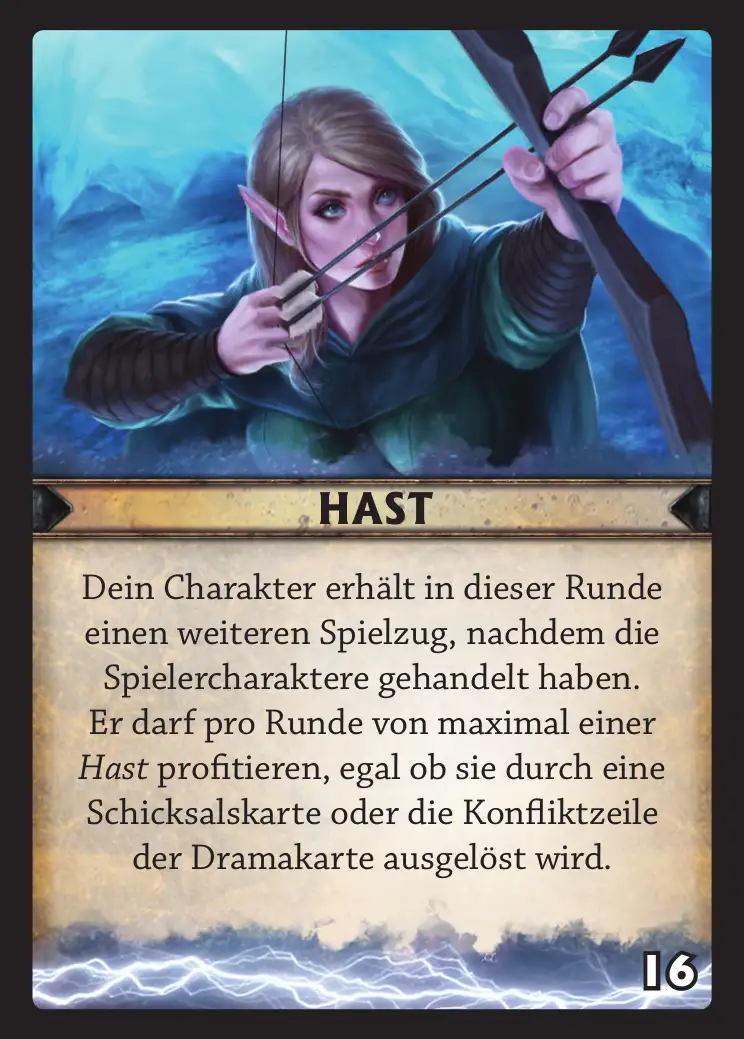 HAST
Dein Charakter erhält in dieser Runde
einen weiteren Spielzug, nachdem die
Spielercharaktere gehandelt haben.
Er darf pro Runde von maximal einer
Hast profitieren, egal ob sie durch eine
Schicksalskarte oder die Konfliktzeile
der Dramakarte ausgelöst wird.
16